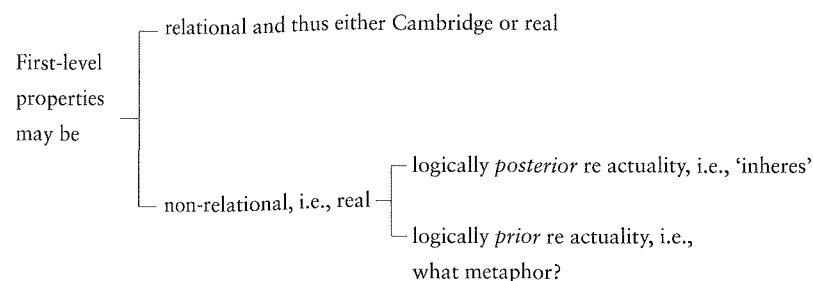 relational and thus either Cambridge or real
First-level
properties
may be
logically posterior re actuality, i.e., ‘inheres’
non-relational, i.e., real
logically prior re actuality, i.e.,
what metaphor?